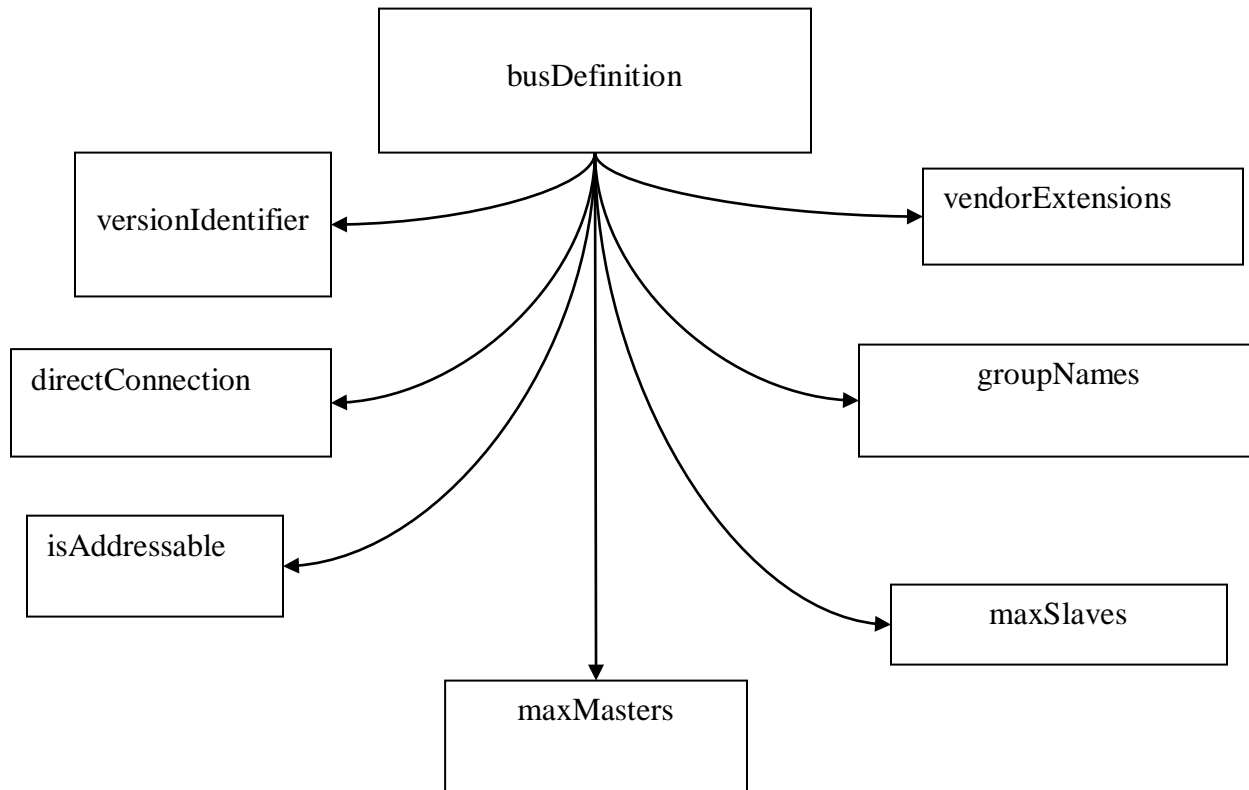 busDefinition
versionIdentifier
vendorExtensions
directConnection
groupNames
isAddressable
maxSlaves
maxMasters